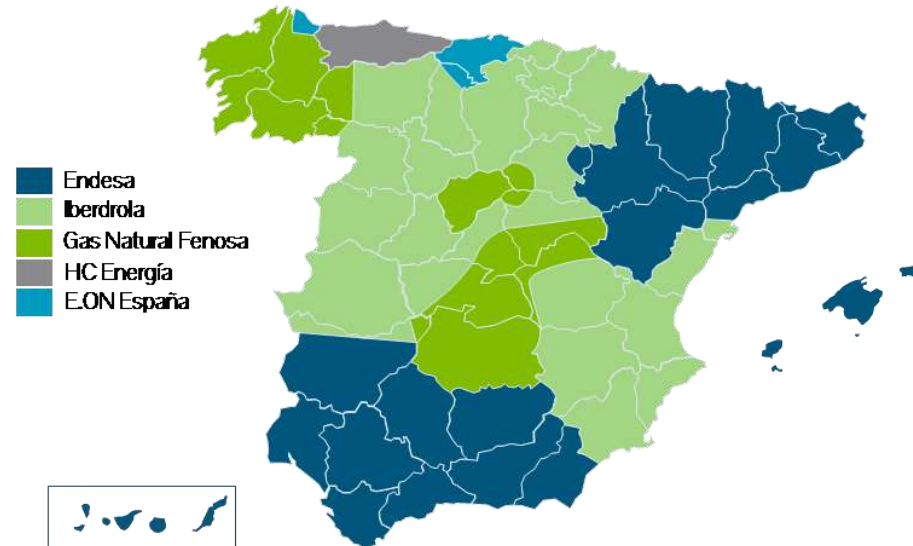 Endesa
Iberdrola
Gas Natural Fenosa
HC Energía
E.ON España